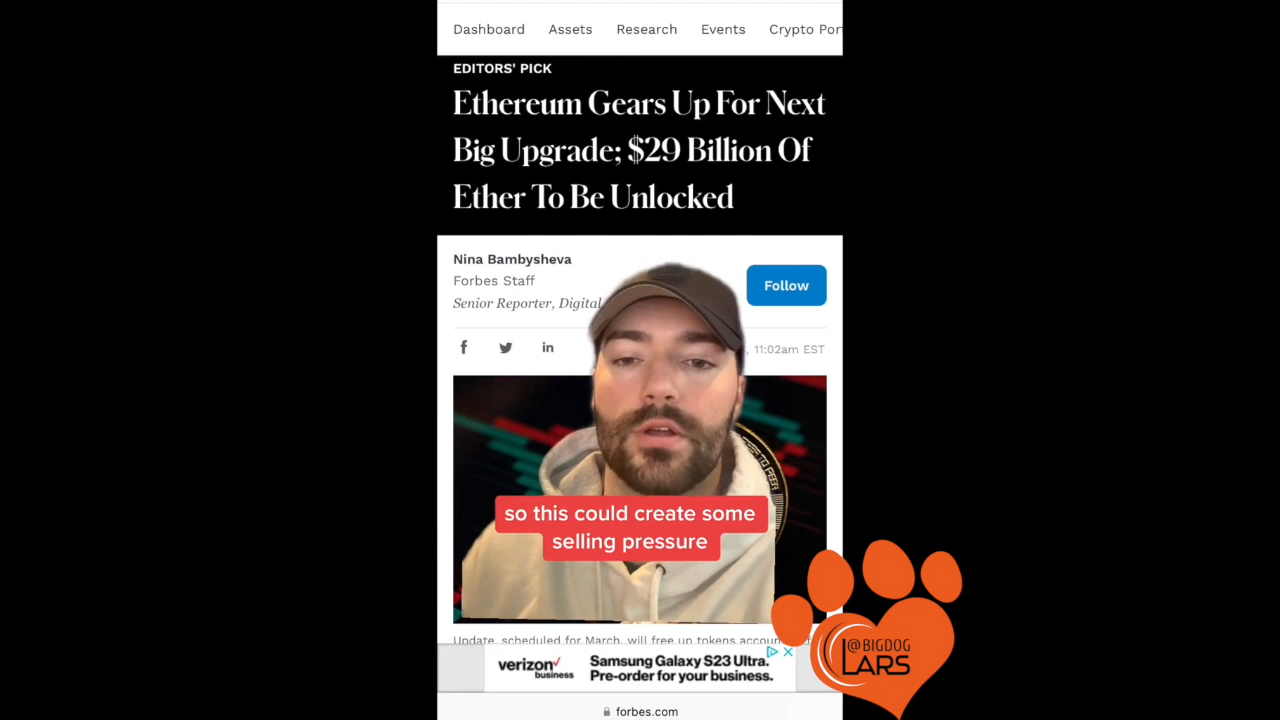 Dashboard Assets Research Events Crypto Por
EDITORS' PICK
Ethereum Gears Up For Next
Big Upgrade; $29 Billion Of
Ether To Be Unlocked
Nina Bambysheva
Forbes Staff
Follow
Senior Reporter, Digital
f in
, 11:02am EST
so this could create some
selling pressure
Update, scheduled for March, will free up tokens
verizon
business
Samsung Galaxy S23 Ultra.
Pre-order for your business.
@BIGDOG
LARS
forbes.com